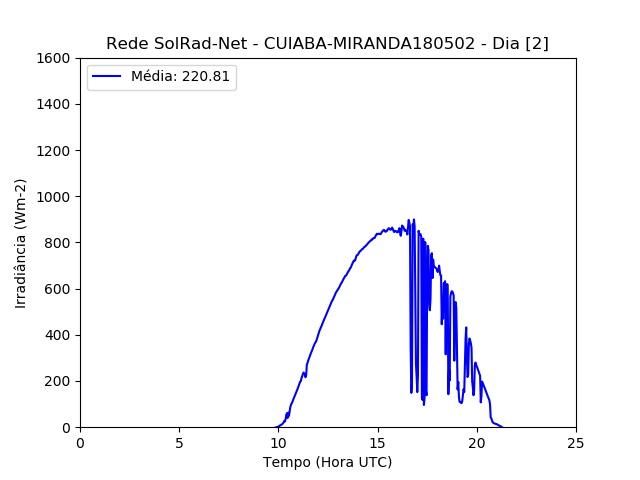 Rede SolRad-Net - CUIABA-MIRANDA180502 - Dia [2]
Média: 220.81
1600
1400
1200
1000
800
600
400
200
0
Irradiância (Wm-2)
0 5 10 15 20 25
Tempo (Hora UTC)